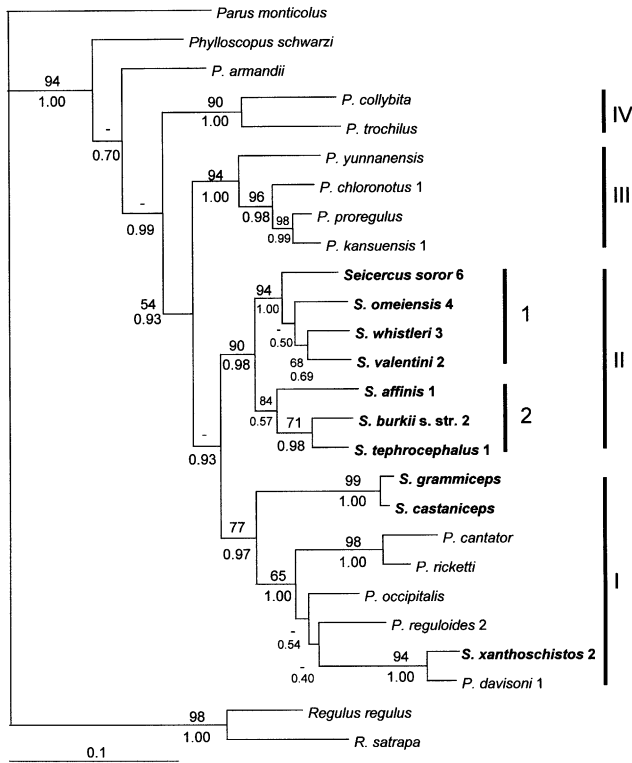 Parus monticolus
Phylloscopus schwarzi
94
1.00
P. armandii
-
0.70
90
1.00
P. collybita
P. trochilus
IV
-
0.99
94
1.00
P. yunnanensis
96
0.98
P. chloronotus 1
98
0.99
P. proregulus
P. kansuensis 1
III
54
0.93
94
1.00
Seicercus soror 6
-
0.50
S. omeiensis 4
68
0.69
S. whistleri 3
S. valentini 2
1
90
0.98
84
0.57
S. affinis 1
71
0.98
S. burkii s. str. 2
S. tephrocephalus 1
2
II
-
0.93
99
1.00
S. grammiceps
S. castaniceps
77
0.97
98
1.00
P. cantator
P. ricketti
65
1.00
P. occipitalis
-
0.54
P. reguloides 2
-
0.40
94
1.00
S. xanthoschistos 2
P. davisoni 1
I
98
1.00
Regulus regulus
R. satrapa
0.1